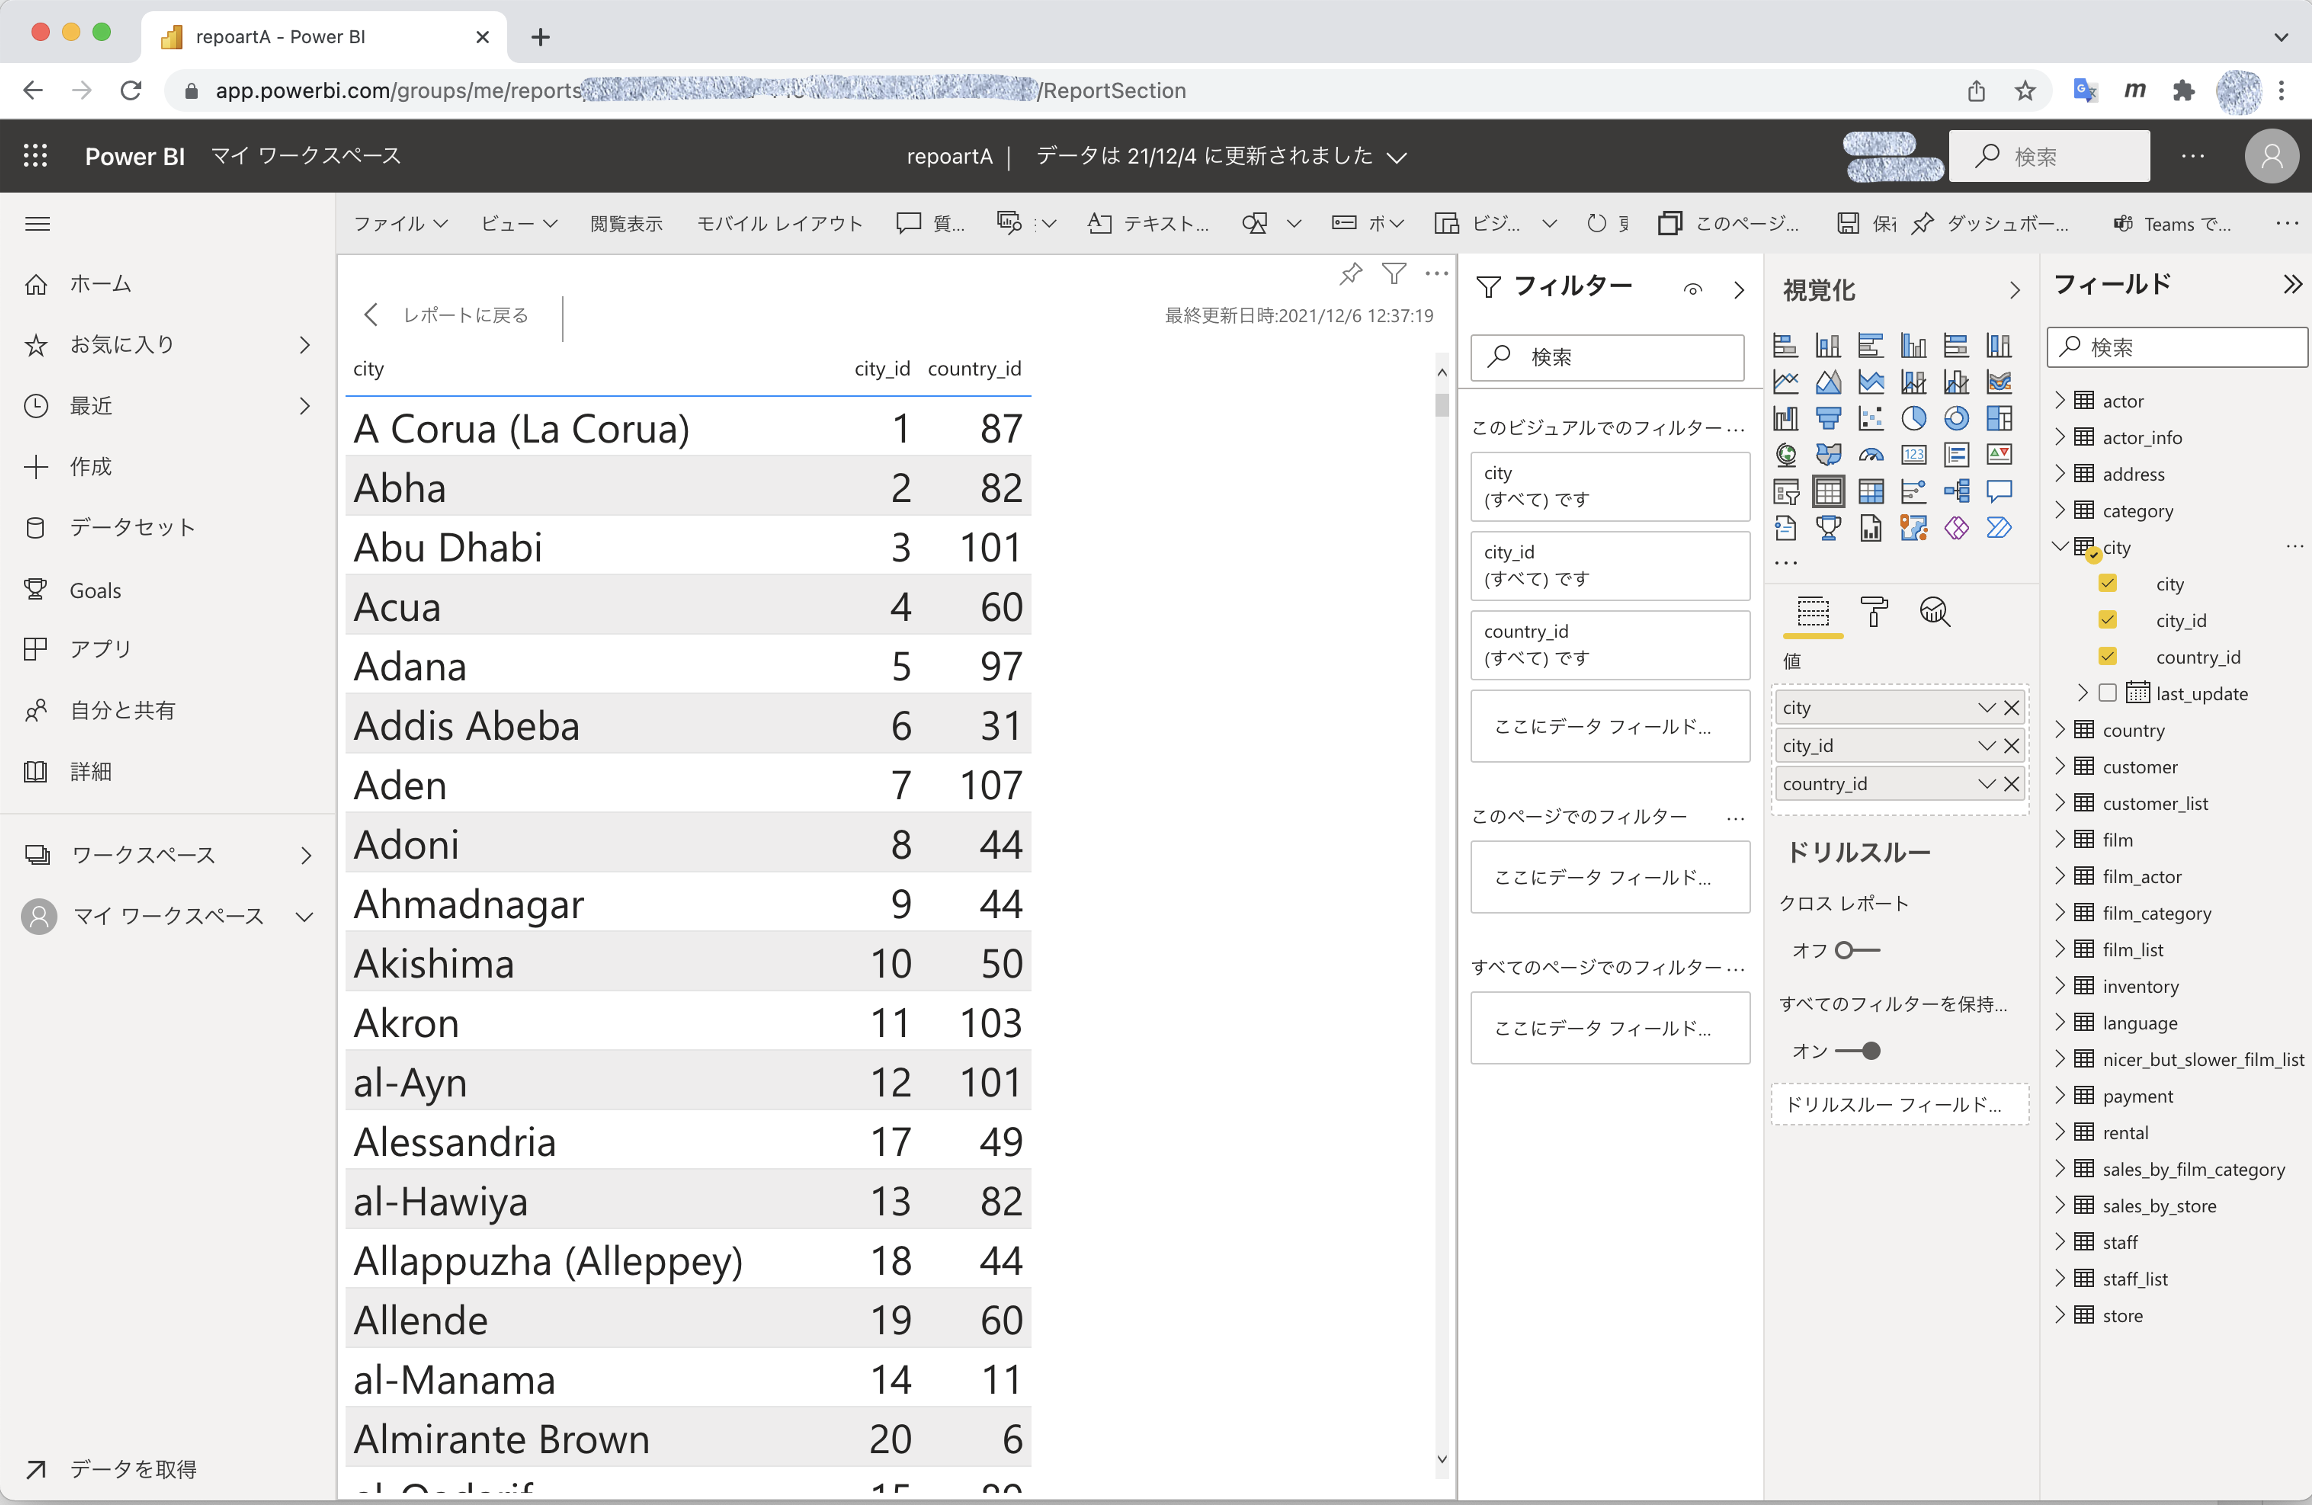 repoartA - Power BI
app.powerbi.com/groups/me/reports
/ReportSection
Power BI マイ ワークスペース
repoartA | データは 21/12/4 に更新されました
検索
ファイル ビュー 閲覧表示 モバイル レイアウト 質... テキスト... ボ ビジ... このページ... ダッシュボー... Teams で...
ホーム
お気に入り
最近
作成
データセット
Goals
アプリ
自分と共有
詳細
ワークスペース
マイ ワークスペース
データを取得
レポートに戻る
最終更新日時:2021/12/6 12:37:19
city city_id country_id
A Corua (La Corua) 1 87
Abha 2 82
Abu Dhabi 3 101
Acua 4 60
Adana 5 97
Addis Abeba 6 31
Aden 7 107
Adoni 8 44
Ahmadnagar 9 44
Akishima 10 50
Akron 11 103
al-Ayn 12 101
Alessandria 17 49
al-Hawiya 13 82
Allappuzha (Alleppey) 18 44
Allende 19 60
al-Manama 14 11
Almirante Brown 20 6
フィルター
検索
このビジュアルでのフィルター ...
city
(すべて) です
city_id
(すべて) です
country_id
(すべて) です
ここにデータ フィールド...
このページでのフィルター ...
ここにデータ フィールド...
すべてのページでのフィルター ...
ここにデータ フィールド...
視覚化
123
...
値
city
city_id
country_id
ドリルスルー
クロス レポート
オフ
すべてのフィルターを保持...
オン
ドリルスルー フィールド...
フィールド
検索
actor
actor_info
address
category
city ...
city
city_id
country_id
last_update
country
customer
customer_list
film
film_actor
film_category
film_list
inventory
language
nicer_but_slower_film_list
payment
rental
sales_by_film_category
sales_by_store
staff
staff_list
store